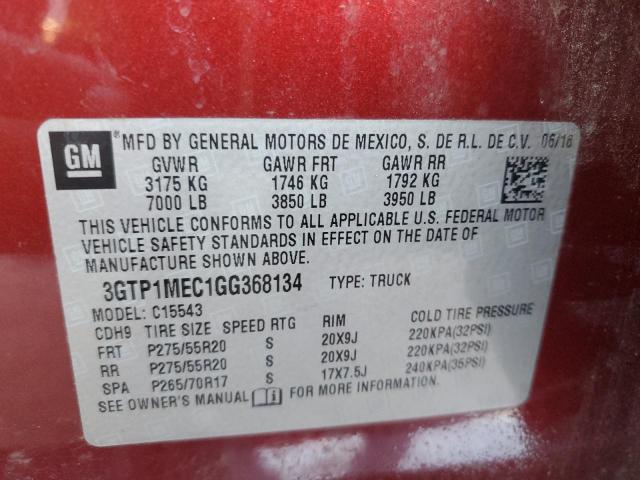 GM ® MFD BY GENERAL MOTORS DE MEXICO, S. DE R.L. DE C.V. 06/16
GVWR GAWR FRT GAWR RR
3175 KG 1746 KG 1792 KG
7000 LB 3850 LB 3950 LB
THIS VEHICLE CONFORMS TO ALL APPLICABLE U.S. FEDERAL MOTOR
VEHICLE SAFETY STANDARDS IN EFFECT ON THE DATE OF
MANUFACTURE SHOWN ABOVE.
3GTP1MEC1GG368134 TYPE: TRUCK
MODEL: C15543
CDH9 TIRE SIZE SPEED RTG RIM COLD TIRE PRESSURE
FRT P275/55R20 S 20X9J 220KPA(32PSI)
RR P275/55R20 S 20X9J 220KPA(32PSI)
SPA P265/70R17 S 17X7.5J 240KPA(35PSI)
SEE OWNER'S MANUAL FOR MORE INFORMATION.